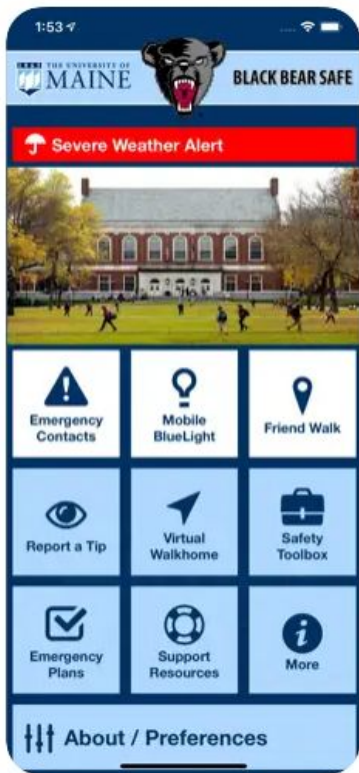 1:53
1865 THE UNIVERSITY OF
MAINE
BLACK BEAR SAFE
Severe Weather Alert
Emergency
Contacts
Mobile
BlueLight
Friend Walk
Report a Tip
Virtual
Walkhome
Safety
Toolbox
Emergency
Plans
Support
Resources
More
About / Preferences